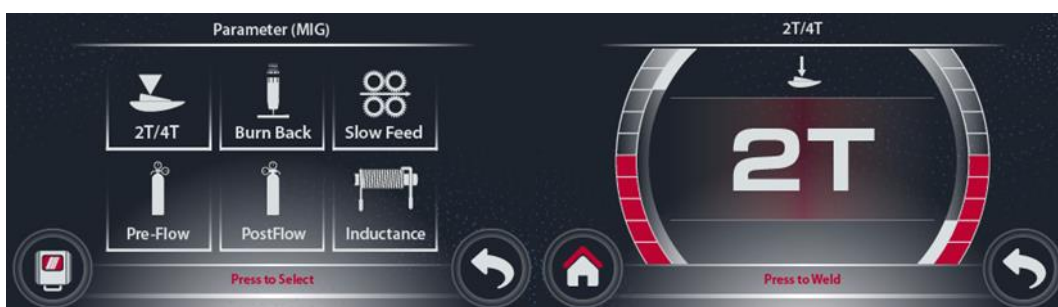 Parameter (MIG)
2T/4T
Burn Back
Slow Feed
Pre-Flow
PostFlow
Inductance
Press to Select
2T/4T
2T
Press to Weld